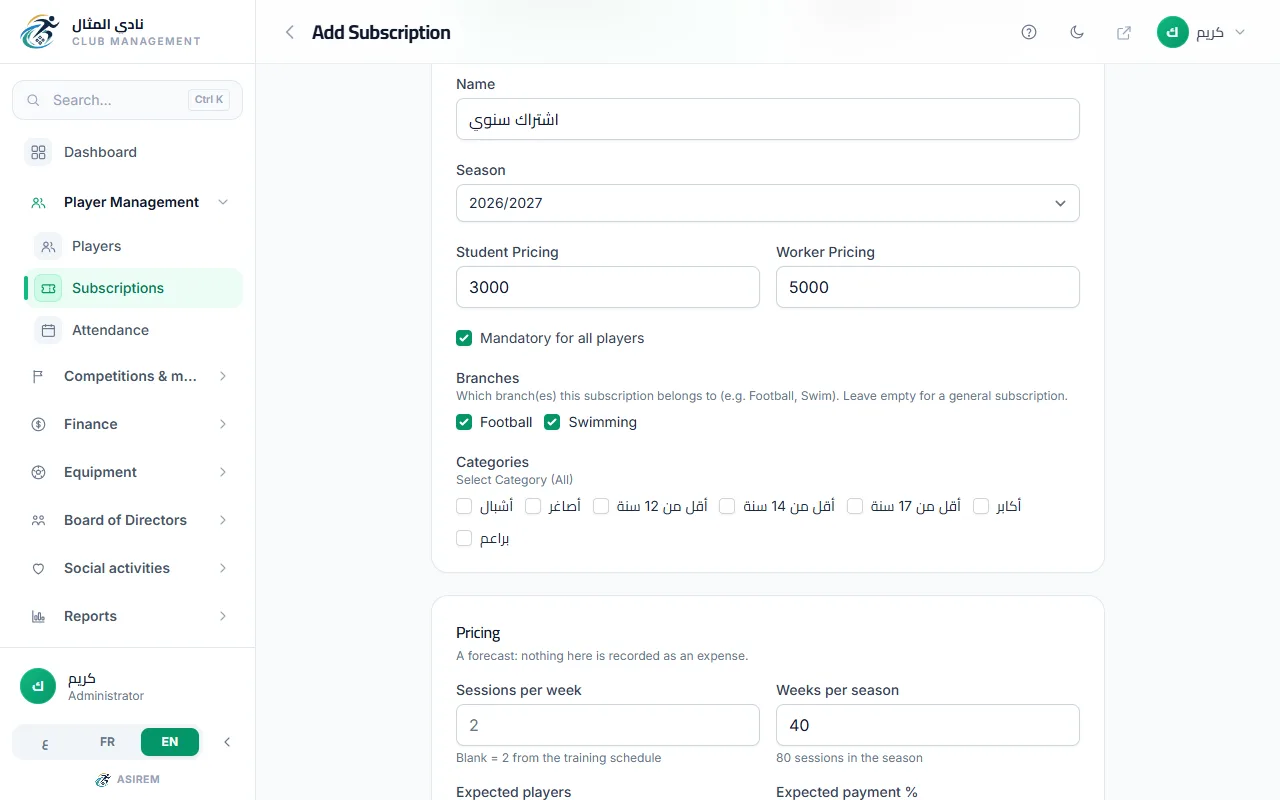 نادي المثال
CLUB MANAGEMENT
Search...
Ctrl K
Dashboard
Player Management
Players
Subscriptions
Attendance
Competitions & m...
Finance
Equipment
Board of Directors
Social activities
Reports
ك
كريم
Administrator
ع
FR
EN
ASIREM
Add Subscription
ك
كريم
Name
اشتراك سنوي
Season
2026/2027
Student Pricing
Worker Pricing
3000
5000
Mandatory for all players
Branches
Which branch(es) this subscription belongs to (e.g. Football, Swim). Leave empty for a general subscription.
Football
Swimming
Categories
Select Category (All)
أشبال
أصاغر
أقل من 12 سنة
أقل من 14 سنة
أقل من 17 سنة
أكابر
براعم
Pricing
A forecast: nothing here is recorded as an expense.
Sessions per week
Weeks per season
2
40
Blank = 2 from the training schedule
80 sessions in the season
Expected players
Expected payment %